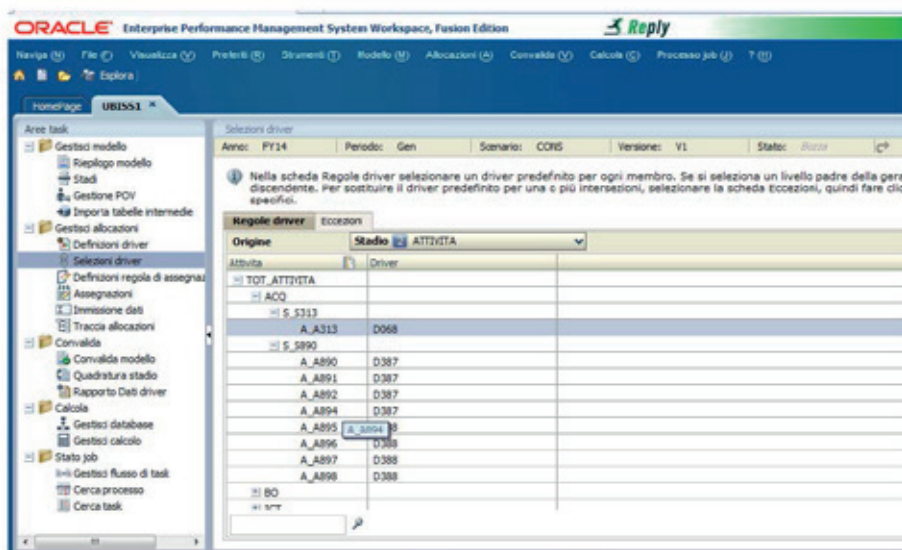 ORACLE Enterprise Performance Management System Workspace, Fusion Edition
Reply
Naviga (N) File (F) Visualizza (V) Preferiti (R) Strumenti (T) Modello (M) Allocazioni (A) Convalida (V) Calcola (C) Processo job (J) ? (H)
Esplora
HomePage UBI551
Aree task
Gestisci modello
Riepilogo modello
Stadi
Gestione POV
Importa tabelle intermedie
Gestisci allocazioni
Definizioni driver
Selezioni driver
Definizioni regola di assegnaz
Assegnazioni
Immissione dati
Traccia allocazioni
Convalida
Convalida modello
Quadratura stadio
Rapporto Dati driver
Calcola
Gestisci database
Gestisci calcolo
Stato job
Gestisci flusso di task
Cerca processo
Cerca task
Selezioni driver
Anno: FY14 Periodo: Gen Scenario: CONS Versione: V1 Stato: Bozza
Nella scheda Regole driver selezionare un driver predefinito per ogni membro. Se si seleziona un livello padre della gera
discendente. Per sostituire il driver predefinito per una o più intersezioni, selezionare la scheda Eccezioni, quindi fare clic
specifici.
Regole driver Eccezioni
Origine Stadio ATTIVITA
Attivita Driver
TOT_ATTIVITA
ACQ
S_S313
A_A313 D068
S_S890
A_A890 D387
A_A891 D387
A_A892 D387
A_A894 D387
A_A895 A_A894 8
A_A896 D388
A_A897 D388
A_A898 D388
BO
ICT